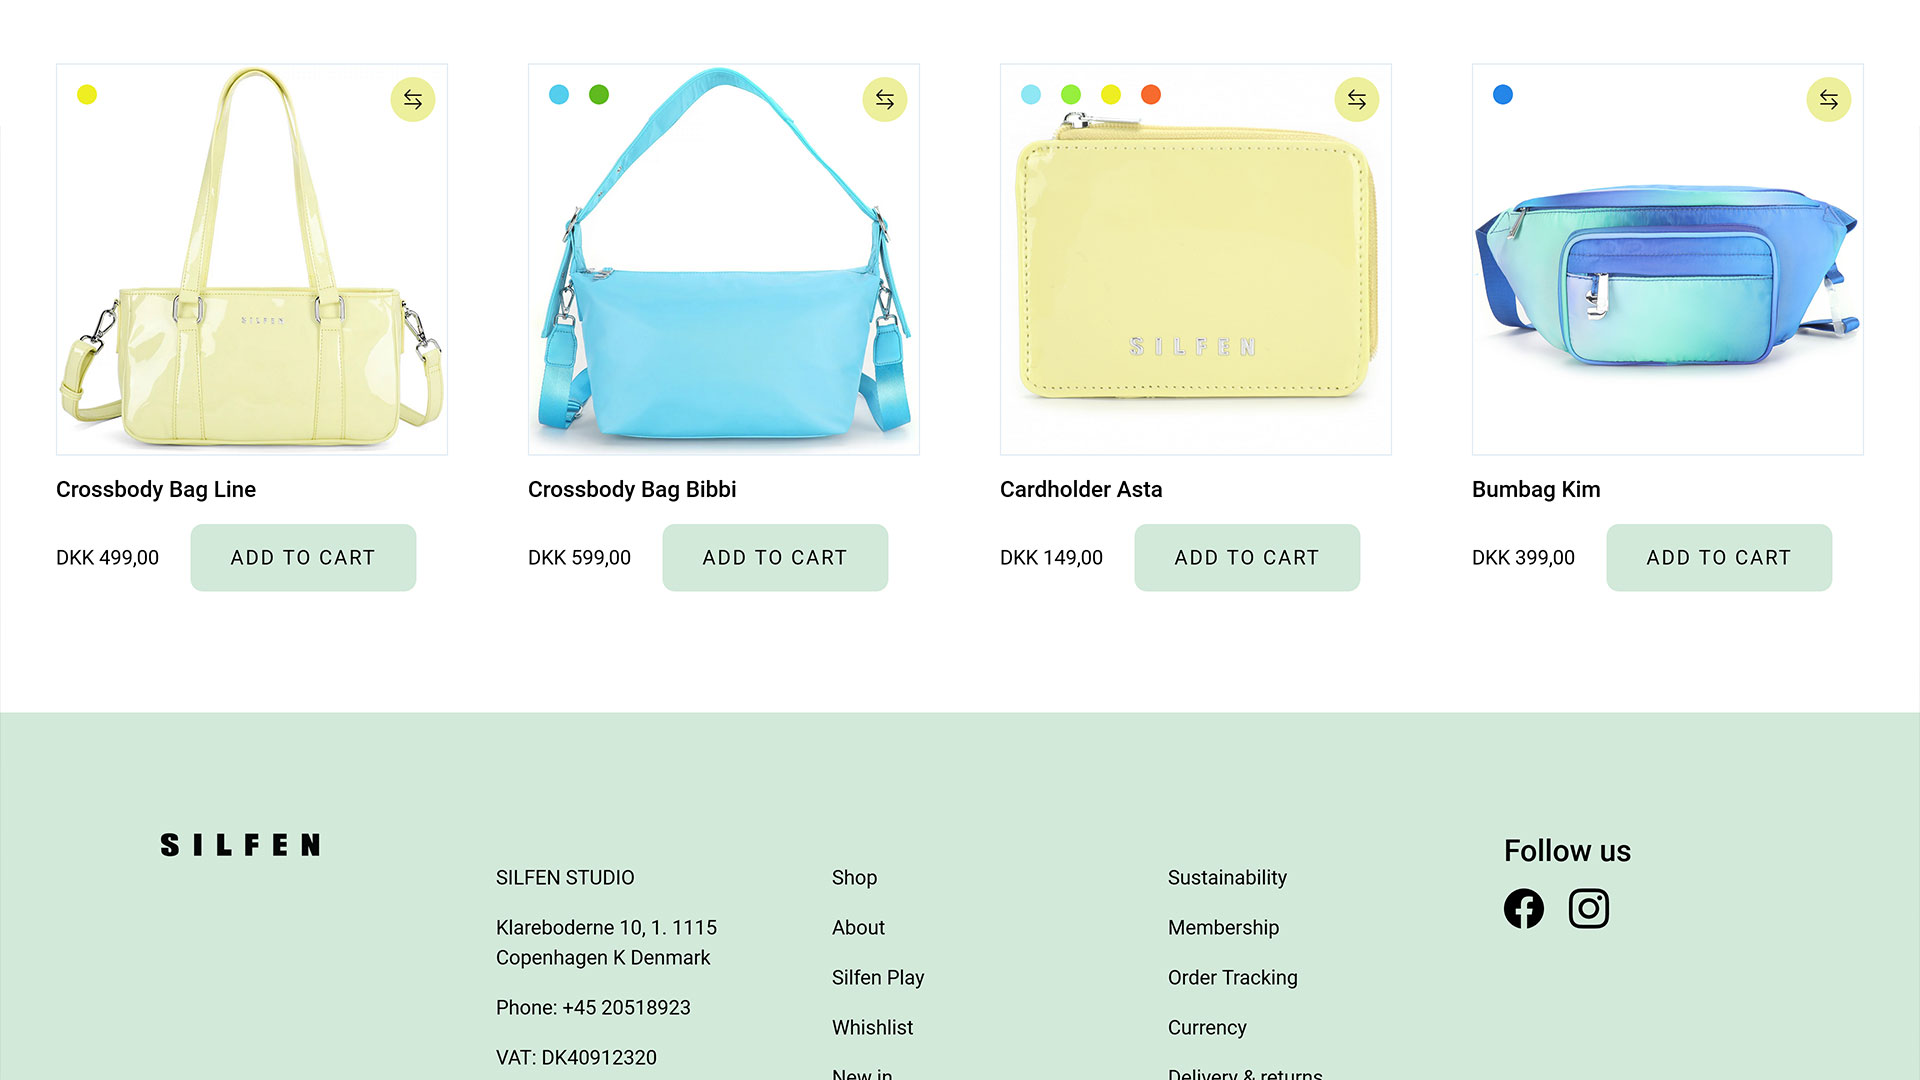 SILFEN
SILFEN
Crossbody Bag Line
Crossbody Bag Bibbi
Cardholder Asta
Bumbag Kim
DKK 499,00
ADD TO CART
DKK 599,00
ADD TO CART
DKK 149,00
ADD TO CART
DKK 399,00
ADD TO CART
SILFEN
SILFEN STUDIO
Klareboderne 10, 1. 1115
Copenhagen K Denmark
Phone: +45 20518923
VAT: DK40912320
Shop
About
Silfen Play
Whishlist
New in
Sustainability
Membership
Order Tracking
Currency
Delivery & returns
Follow us